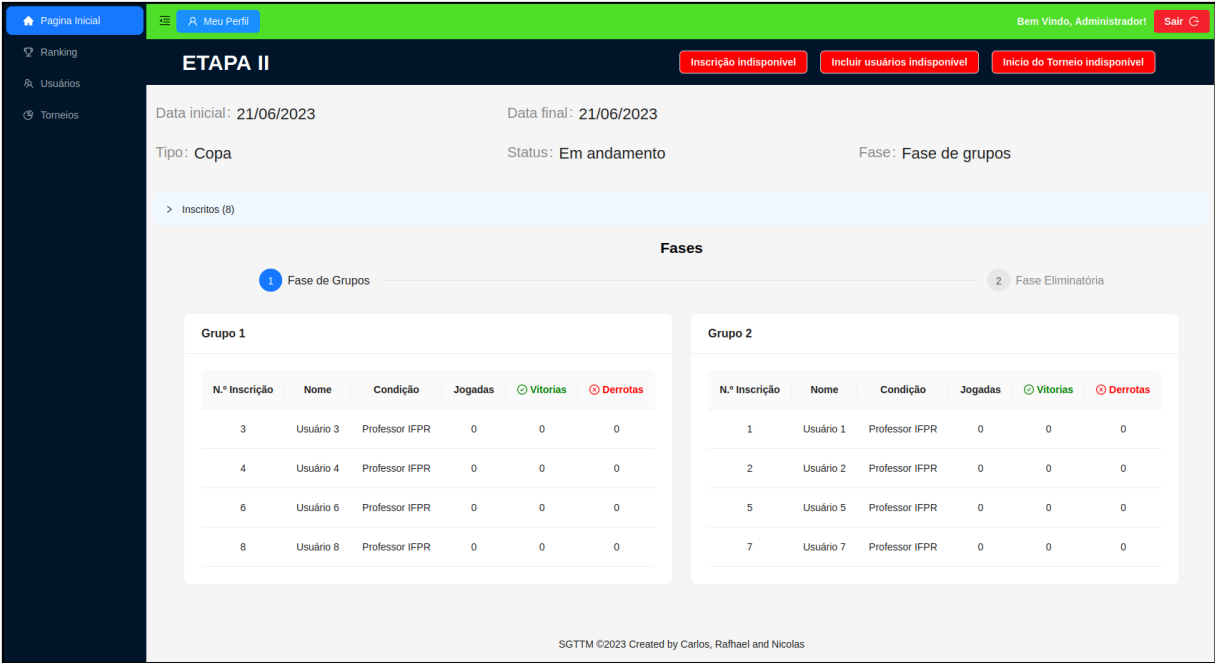 Pagina Inicial
Meu Perfil
Bem Vindo, Administrador!
Sair
Ranking
Usuários
Torneios
ETAPA II
Inscrição indisponível
Incluir usuários indisponível
Inicio do Torneio indisponível
Data inicial: 21/06/2023
Data final: 21/06/2023
Tipo: Copa
Status: Em andamento
Fase: Fase de grupos
Inscritos (8)
Fases
1 Fase de Grupos
2 Fase Eliminatória
Grupo 1
N.º Inscrição Nome Condição Jogadas Vitorias Derrotas
3 Usuário 3 Professor IFPR 0 0 0
4 Usuário 4 Professor IFPR 0 0 0
6 Usuário 6 Professor IFPR 0 0 0
8 Usuário 8 Professor IFPR 0 0 0
Grupo 2
N.º Inscrição Nome Condição Jogadas Vitorias Derrotas
1 Usuário 1 Professor IFPR 0 0 0
2 Usuário 2 Professor IFPR 0 0 0
5 Usuário 5 Professor IFPR 0 0 0
7 Usuário 7 Professor IFPR 0 0 0
SGTTM ©2023 Created by Carlos, Rafhael and Nicolas